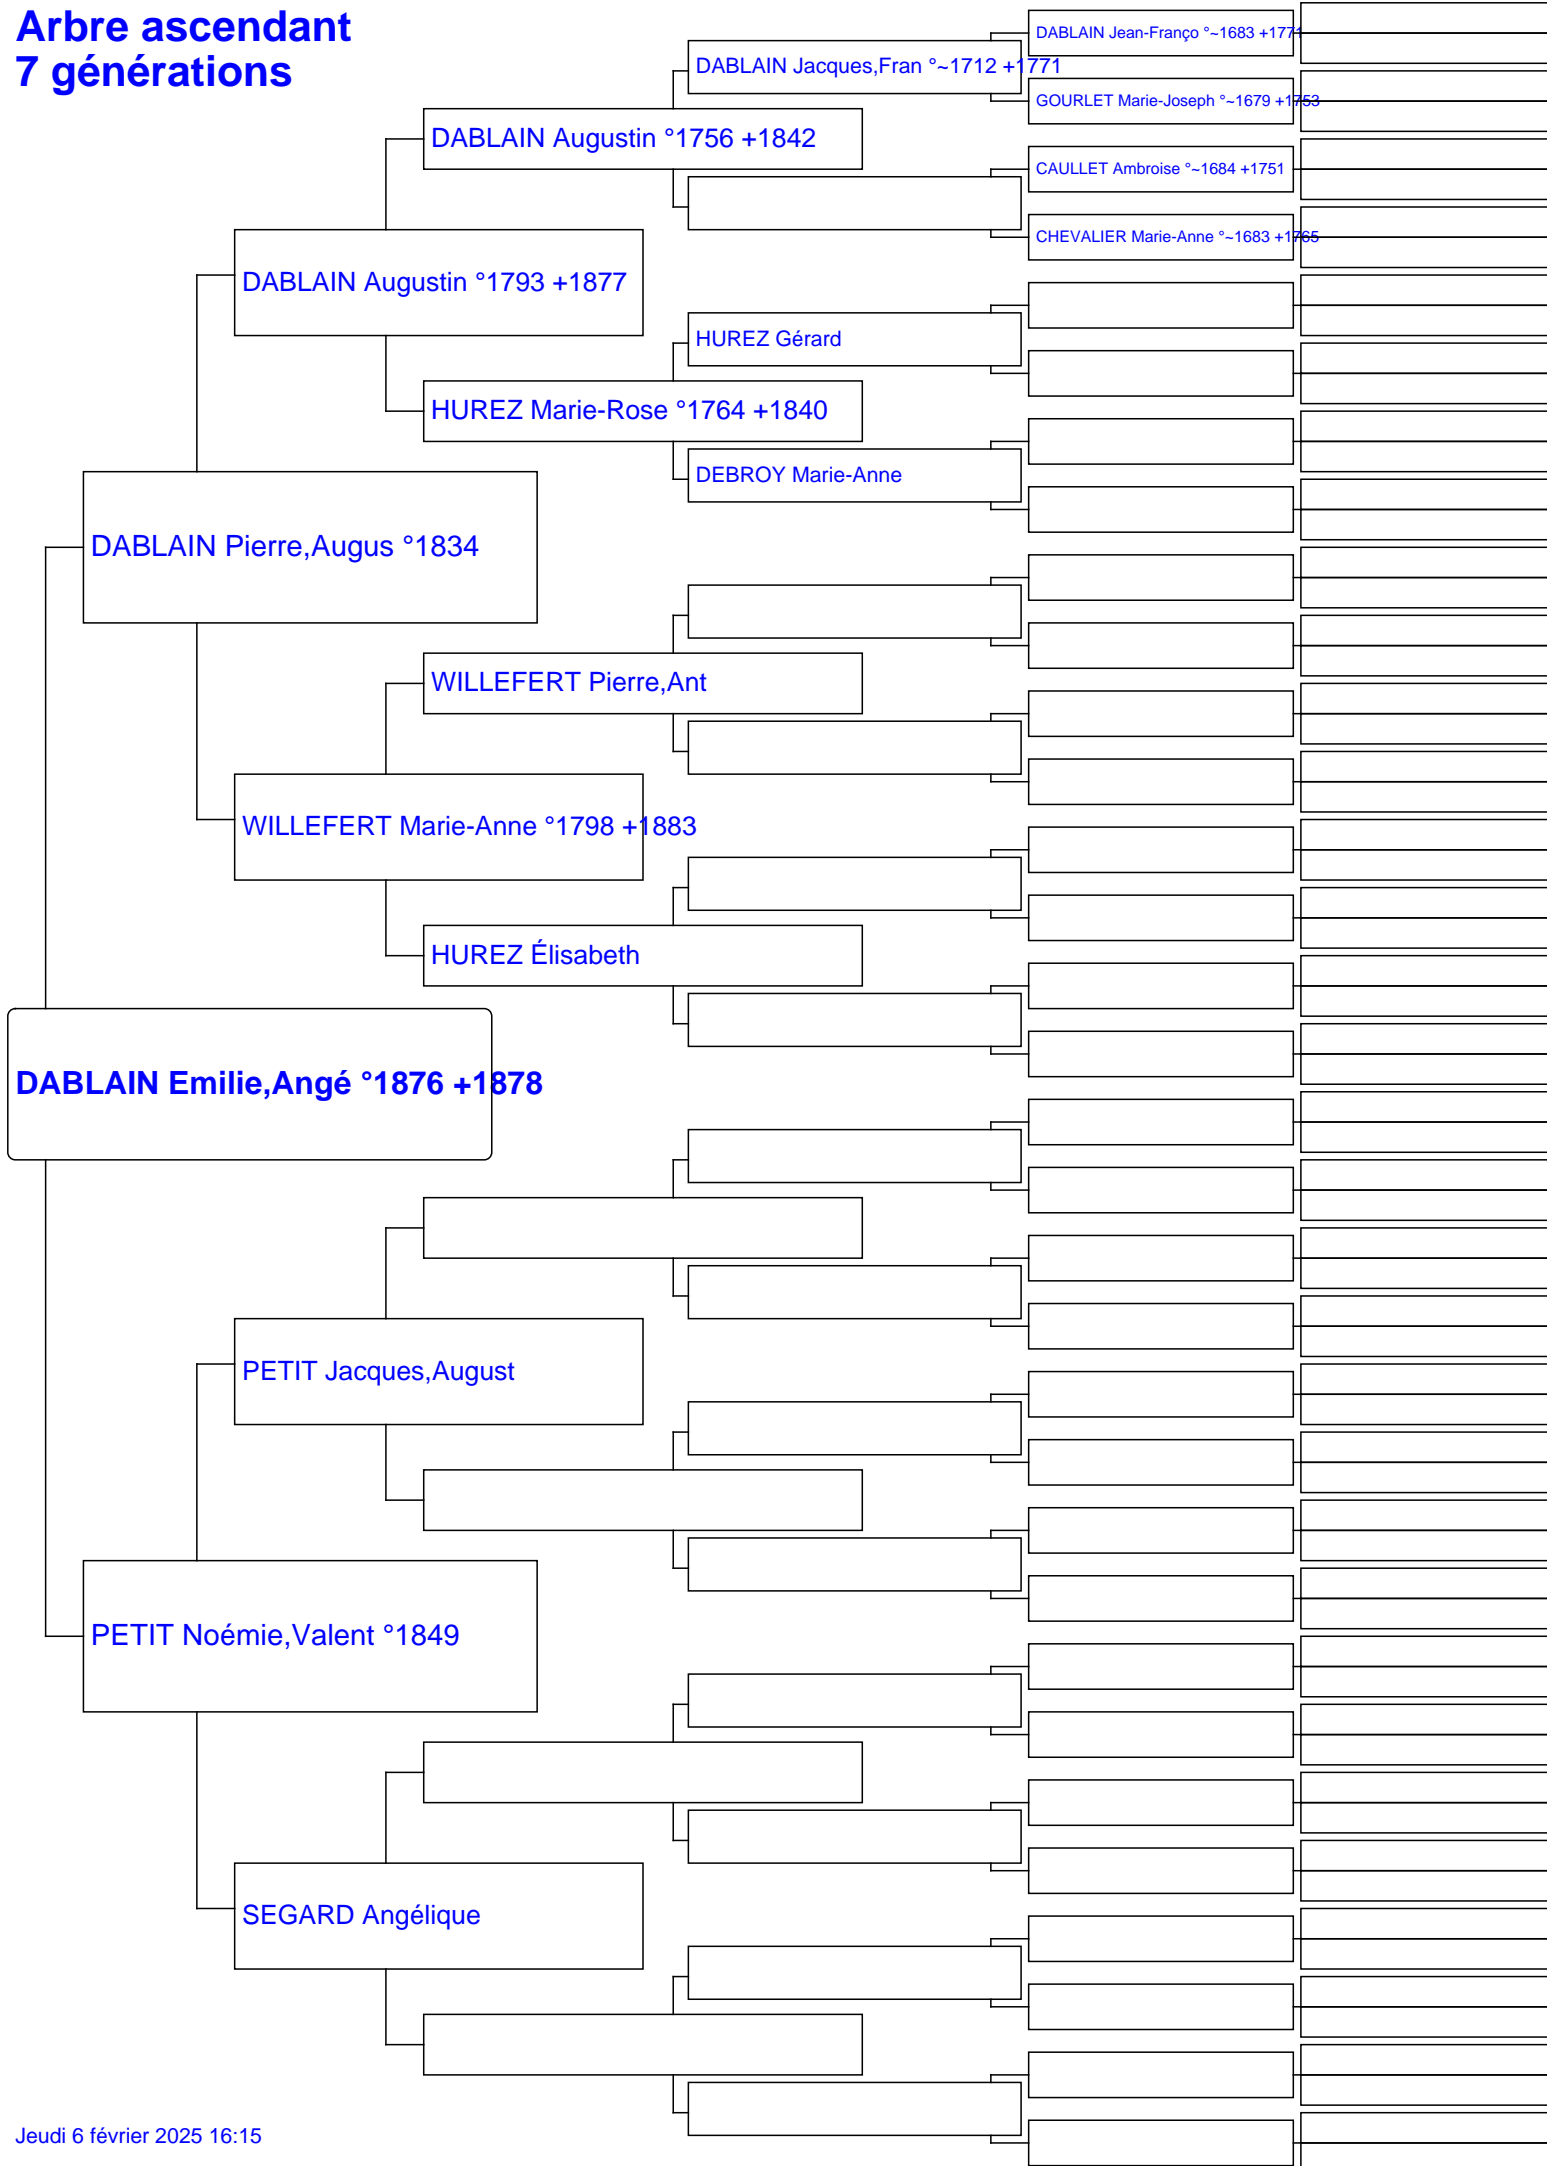 Arbre ascendant
7 générations
DABLAIN Jean-Franço °~1683 +1771
DABLAIN Jacques,Fran °~1712 +1771
GOURLET Marie-Joseph °~1679 +1753
DABLAIN Augustin °1756 +1842
CAULLET Ambroise °~1684 +1751
CHEVALIER Marie-Anne °~1683 +1765
DABLAIN Augustin °1793 +1877
HUREZ Gérard
HUREZ Marie-Rose °1764 +1840
DEBROY Marie-Anne
DABLAIN Pierre,Augus °1834
WILLEFERT Pierre,Ant
WILLEFERT Marie-Anne °1798 +1883
HUREZ Élisabeth
DABLAIN Emilie,Angé °1876 +1878
PETIT Jacques,August
PETIT Noémie,Valent °1849
SEGARD Angélique
Jeudi 6 février 2025 16:15